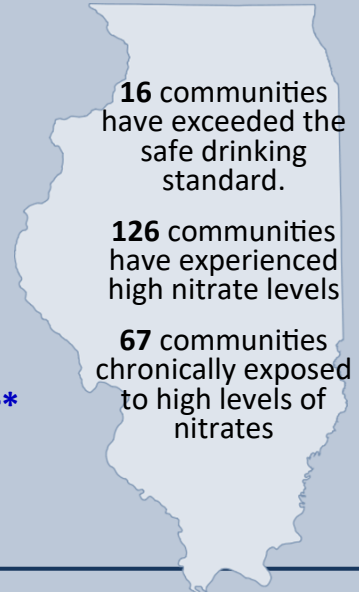 16 communities
have exceeded the
safe drinking
standard.
126 communities
have experienced
high nitrate levels
67 communities
chronically exposed
to high levels of
nitrates
*